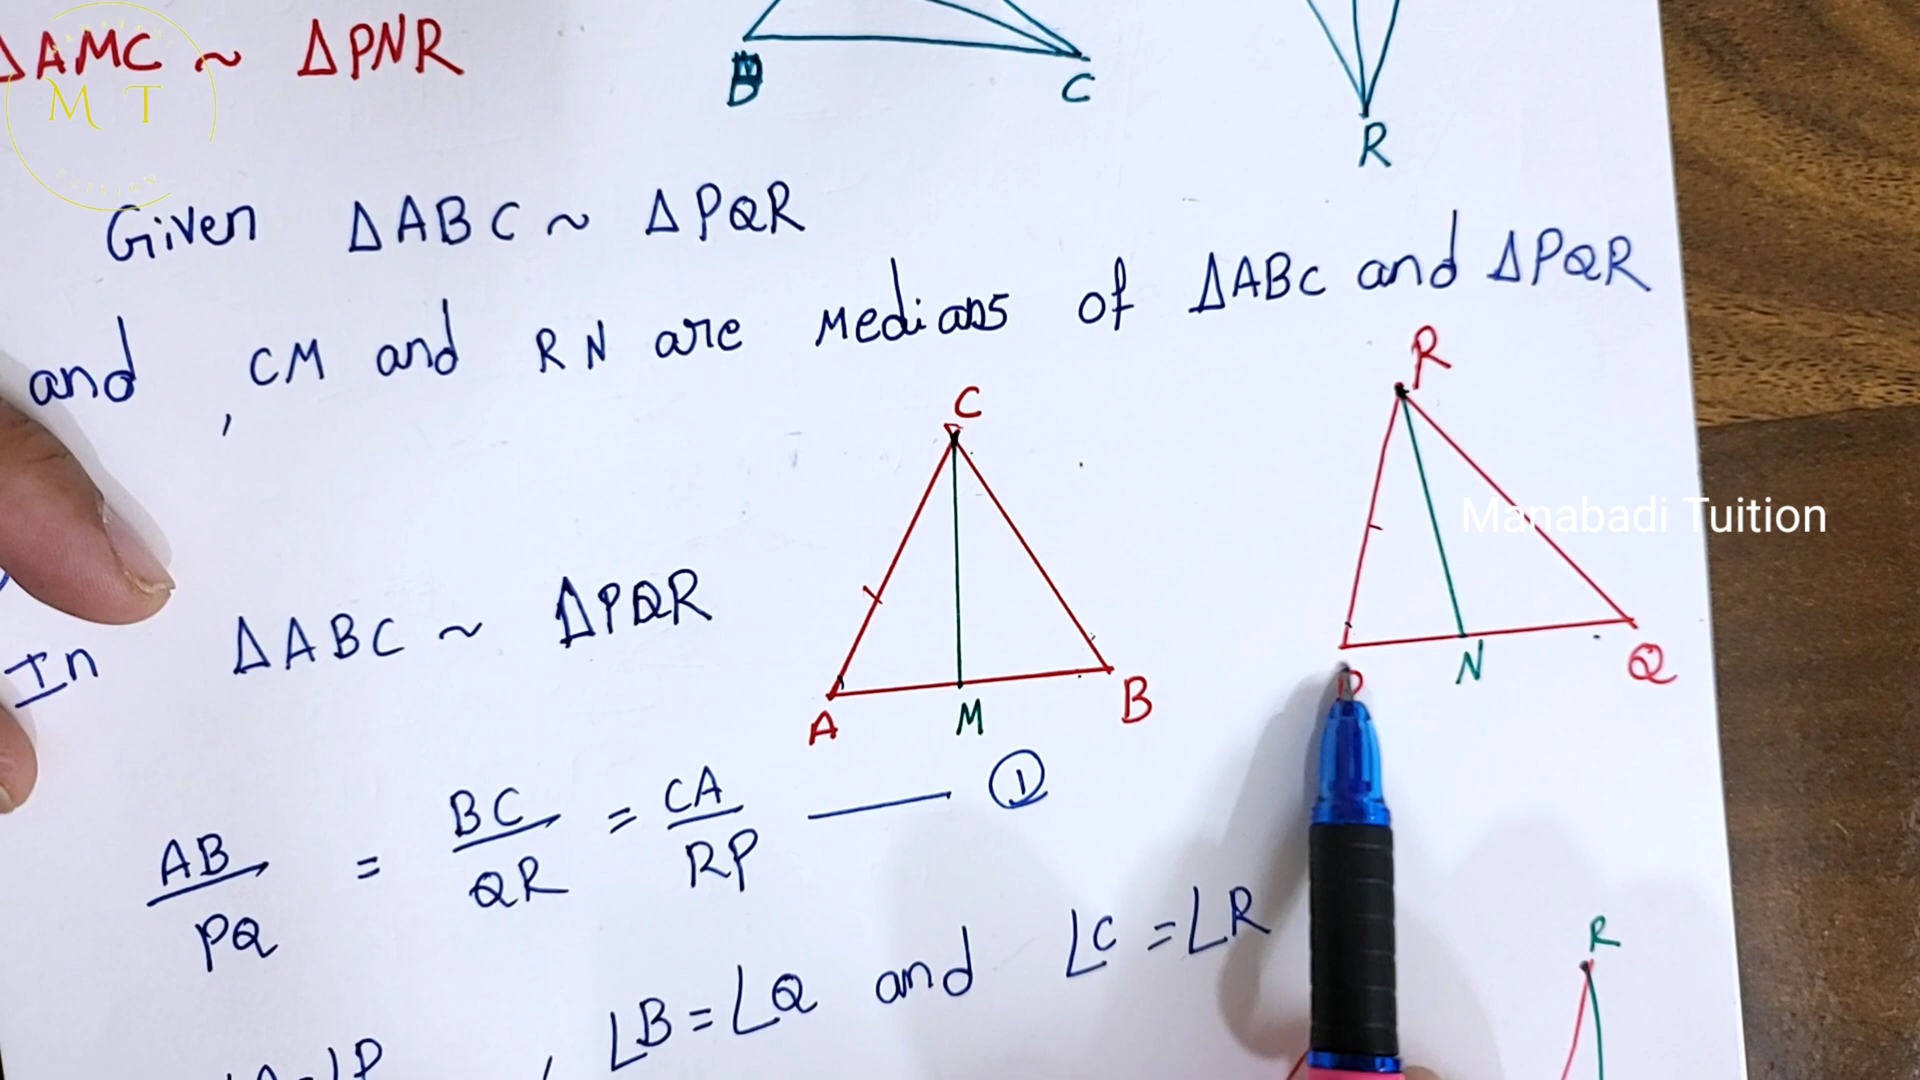 ΔAMC ~ ΔPNR
M T
B C
R
Given ΔABC ~ ΔPQR
and , CM and RN are Medians of ΔABC and ΔPQR
C
R
Manabadi Tuition
In ΔABC ~ ΔPQR
A M B
P N Q
AB/PQ = BC/QR = CA/RP —— ①
∠A = ∠P , ∠B = ∠Q and ∠C = ∠R
R